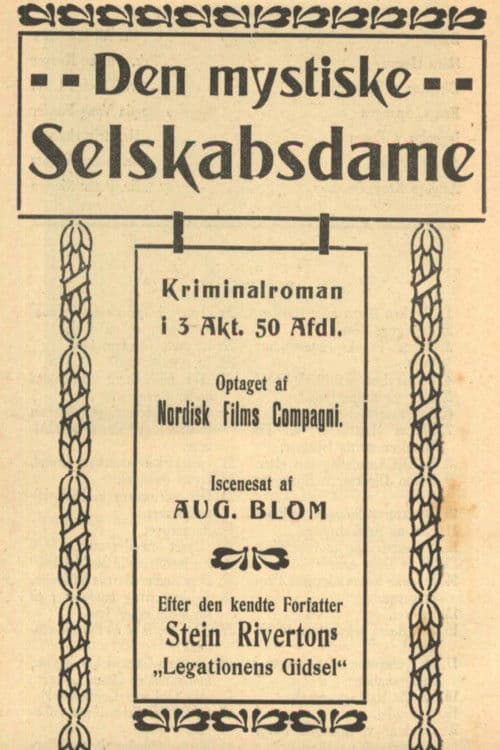 Den mystiske
Selskabsdame
Kriminalroman
i 3 Akt. 50 Afdl.
Optaget af
Nordisk Films Compagni.
Iscenesat af
AUG. BLOM
Efter den kendte Forfatter
Stein Rivertons
„Legationens Gidsel“